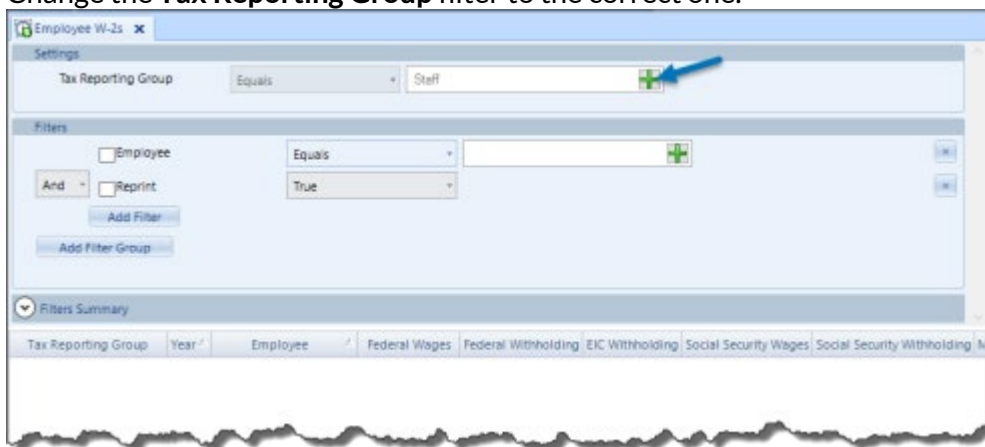 Change the Tax Reporting Group filter to the correct one.
Employee W-2s
Settings
Tax Reporting Group Equals Staff
Filters
Employee Equals
And Reprint True
Add Filter
Add Filter Group
Filters Summary
Tax Reporting Group Year Employee Federal Wages Federal Withholding EIC Withholding Social Security Wages Social Security Withholding M